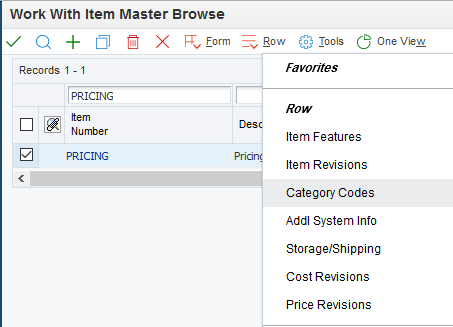 Work With Item Master Browse
Form Row Tools One View
Records 1 - 1
PRICING
Item
Number
Desc
PRICING Pricing
Favorites
Row
Item Features
Item Revisions
Category Codes
Addl System Info
Storage/Shipping
Cost Revisions
Price Revisions